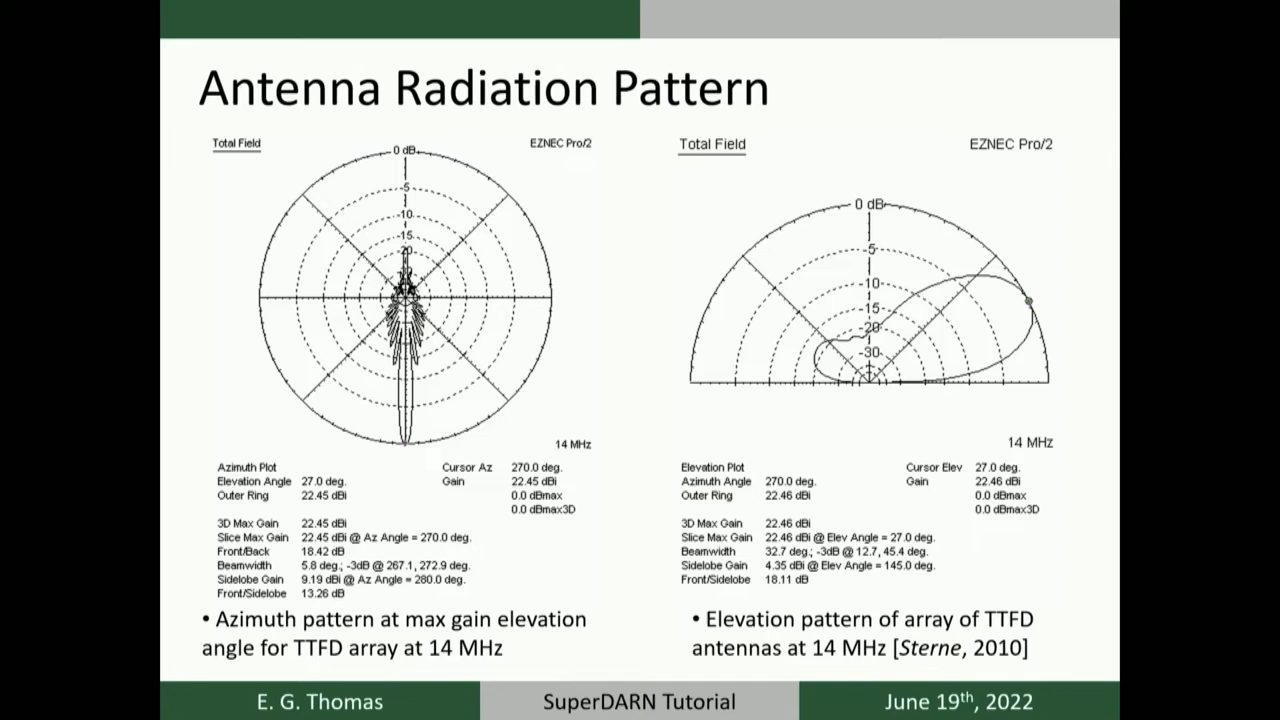 Antenna Radiation Pattern
Total Field
EZNEC Pro/2
0 dB
-5
-10
-15
-20
14 MHz
Azimuth Plot
Elevation Angle 27.0 deg.
Outer Ring 22.45 dBi
Cursor Az 270.0 deg.
Gain 22.45 dBi
0.0 dBmax
0.0 dBmax3D
3D Max Gain 22.45 dBi
Slice Max Gain 22.45 dBi @ Az Angle = 270.0 deg.
Front/Back 18.42 dB
Beamwidth 5.8 deg.; -3dB @ 267.1, 272.9 deg.
Sidelobe Gain 9.19 dBi @ Az Angle = 280.0 deg.
Front/Sidelobe 13.26 dB
• Azimuth pattern at max gain elevation
angle for TTFD array at 14 MHz
Total Field
EZNEC Pro/2
0 dB
-5
-10
-15
-20
-30
14 MHz
Elevation Plot
Azimuth Angle 270.0 deg.
Outer Ring 22.46 dBi
Cursor Elev 27.0 deg.
Gain 22.46 dBi
0.0 dBmax
0.0 dBmax3D
3D Max Gain 22.46 dBi
Slice Max Gain 22.46 dBi @ Elev Angle = 27.0 deg.
Beamwidth 32.7 deg.; -3dB @ 12.7, 45.4 deg.
Sidelobe Gain 4.35 dBi @ Elev Angle = 145.0 deg.
Front/Sidelobe 18.11 dB
• Elevation pattern of array of TTFD
antennas at 14 MHz [Sterne, 2010]
E. G. Thomas
SuperDARN Tutorial
June 19th, 2022